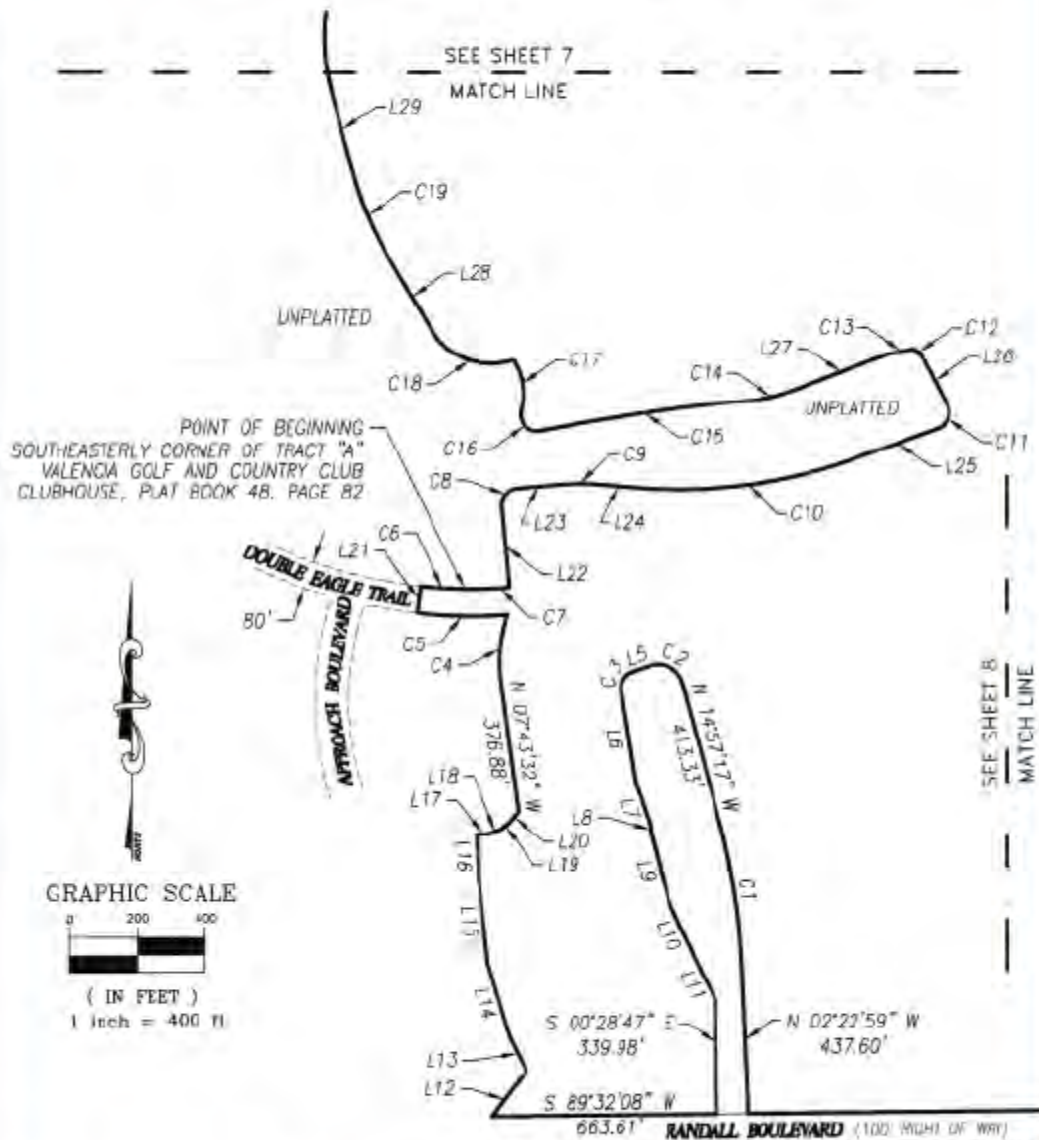 SEE SHEET 7
MATCH LINE
L29
C19
L28
UNPLATTED
C18
C17
C13
C12
L27
L26
C14
UNPLATTED
C15
C11
C16
L25
POINT OF BEGINNING
SOUTHEASTERLY CORNER OF TRACT "A"
VALENCIA GOLF AND COUNTRY CLUB
CLUBHOUSE, PLAT BOOK 48, PAGE 82
C9
C8
L23
L24
C10
C6
L21
L22
DOUBLE EAGLE TRAIL
80'
APPROACH BOULEVARD
C7
C5
C4
N 07°43'32" W
376.88'
C3
L5
C2
L6
N 14°57'17" W
413.33'
SEE SHEET 8
MATCH LINE
L18
L17
L20
L19
L16
L8
L7
L9
C1
L15
L10
L11
L14
L13
L12
NORTH
GRAPHIC SCALE
0 200 400
( IN FEET )
1 inch = 400 ft
S 00°28'47" E
339.98'
N 02°22'59" W
437.60'
S 89°32'08" W
663.61'
RANDALL BOULEVARD (100' RIGHT OF WAY)